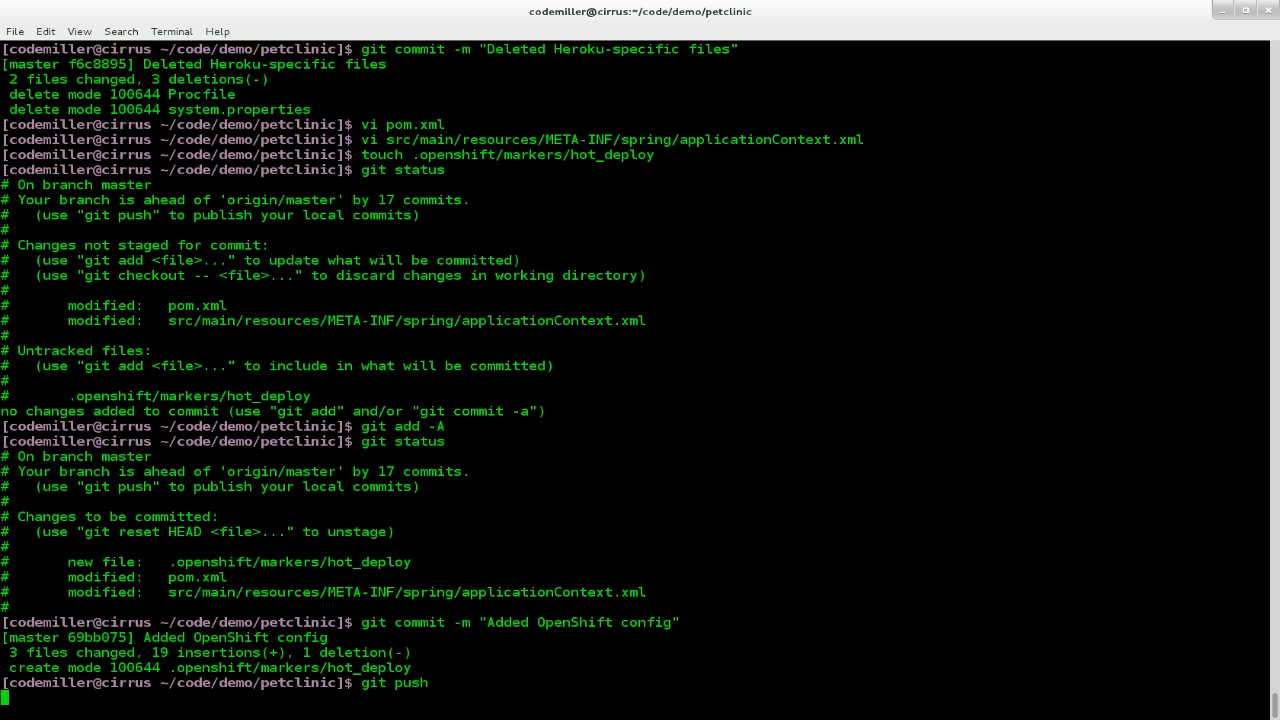 codemiller@cirrus:~/code/demo/petclinic
File Edit View Search Terminal Help
[codemiller@cirrus ~/code/demo/petclinic]$ git commit -m "Deleted Heroku-specific files"
[master f6c8895] Deleted Heroku-specific files
 2 files changed, 3 deletions(-)
 delete mode 100644 Procfile
 delete mode 100644 system.properties
[codemiller@cirrus ~/code/demo/petclinic]$ vi pom.xml
[codemiller@cirrus ~/code/demo/petclinic]$ vi src/main/resources/META-INF/spring/applicationContext.xml
[codemiller@cirrus ~/code/demo/petclinic]$ touch .openshift/markers/hot_deploy
[codemiller@cirrus ~/code/demo/petclinic]$ git status
# On branch master
# Your branch is ahead of 'origin/master' by 17 commits.
#   (use "git push" to publish your local commits)
#
# Changes not staged for commit:
#   (use "git add <file>..." to update what will be committed)
#   (use "git checkout -- <file>..." to discard changes in working directory)
#
#       modified:   pom.xml
#       modified:   src/main/resources/META-INF/spring/applicationContext.xml
#
# Untracked files:
#   (use "git add <file>..." to include in what will be committed)
#
#       .openshift/markers/hot_deploy
no changes added to commit (use "git add" and/or "git commit -a")
[codemiller@cirrus ~/code/demo/petclinic]$ git add -A
[codemiller@cirrus ~/code/demo/petclinic]$ git status
# On branch master
# Your branch is ahead of 'origin/master' by 17 commits.
#   (use "git push" to publish your local commits)
#
# Changes to be committed:
#   (use "git reset HEAD <file>..." to unstage)
#
#       new file:   .openshift/markers/hot_deploy
#       modified:   pom.xml
#       modified:   src/main/resources/META-INF/spring/applicationContext.xml
#
[codemiller@cirrus ~/code/demo/petclinic]$ git commit -m "Added OpenShift config"
[master 69bb075] Added OpenShift config
 3 files changed, 19 insertions(+), 1 deletion(-)
 create mode 100644 .openshift/markers/hot_deploy
[codemiller@cirrus ~/code/demo/petclinic]$ git push